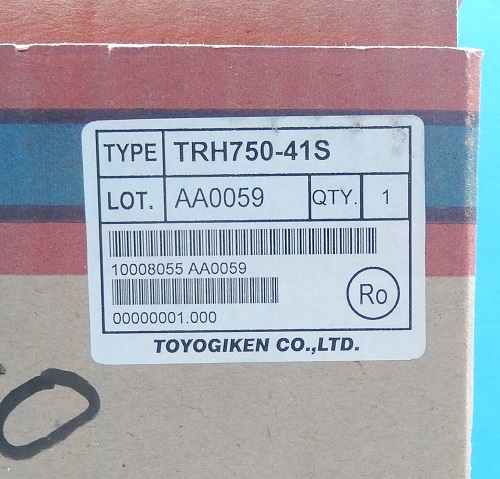 TYPE TRH750-41S
LOT. AA0059 QTY. 1
10008055 AA0059
Ro
00000001.000
TOYOGIKEN CO.,LTD.